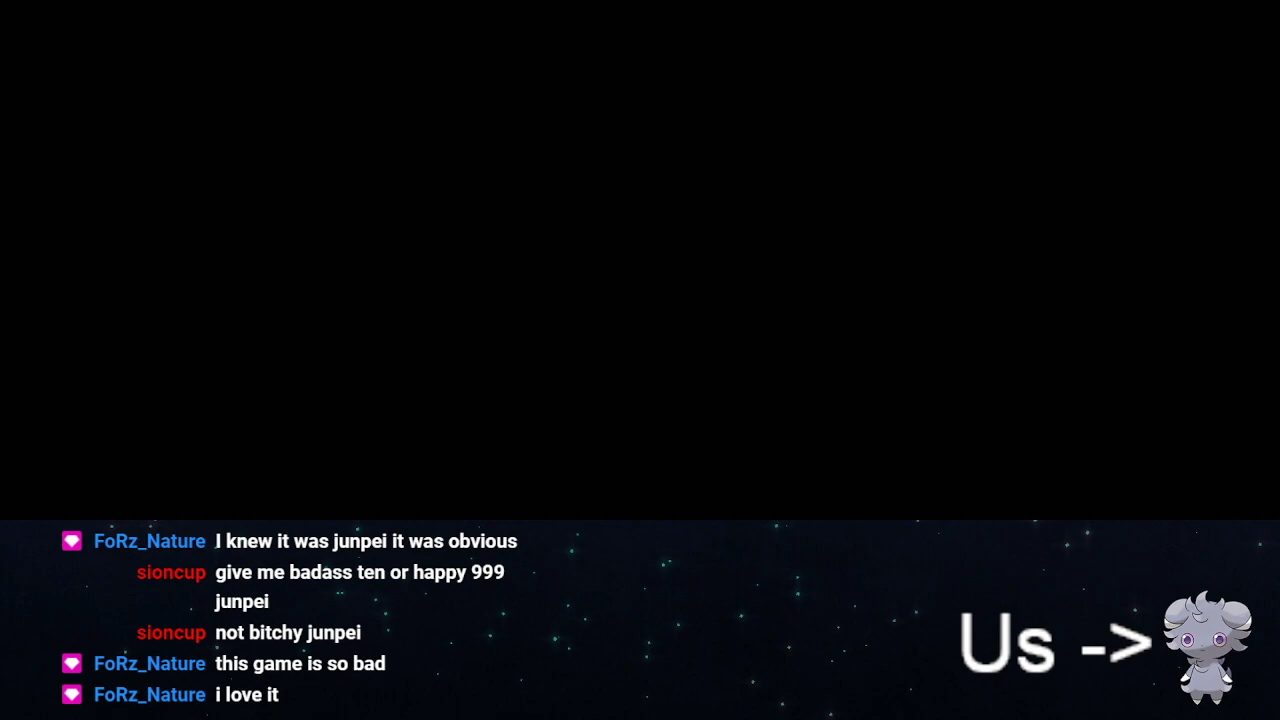 FoRz_Nature I knew it was junpei it was obvious
sioncup give me badass ten or happy 999
junpei
sioncup not bitchy junpei
FoRz_Nature this game is so bad
FoRz_Nature i love it
Us ->